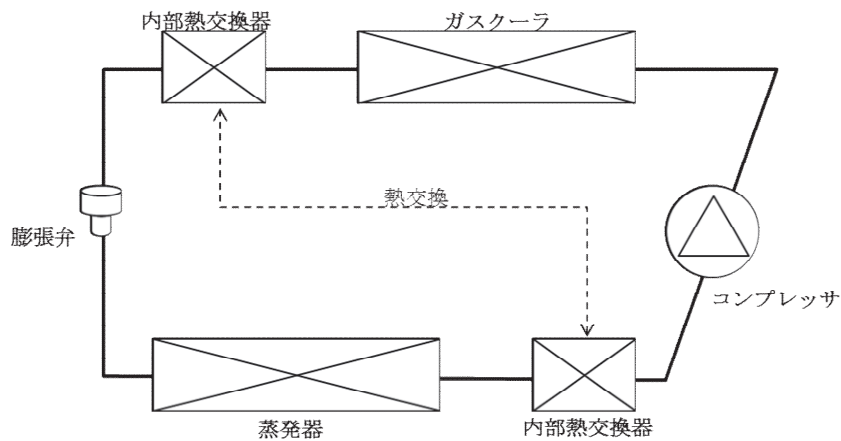 内部熱交換器
ガスクーラ
熱交換
膨張弁
コンプレッサ
蒸発器
内部熱交換器